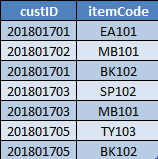 custID itemCode
201801701 EA101
201801702 MB101
201801701 BK102
201801703 SP102
201801703 MB101
201801705 TY103
201801705 BK102